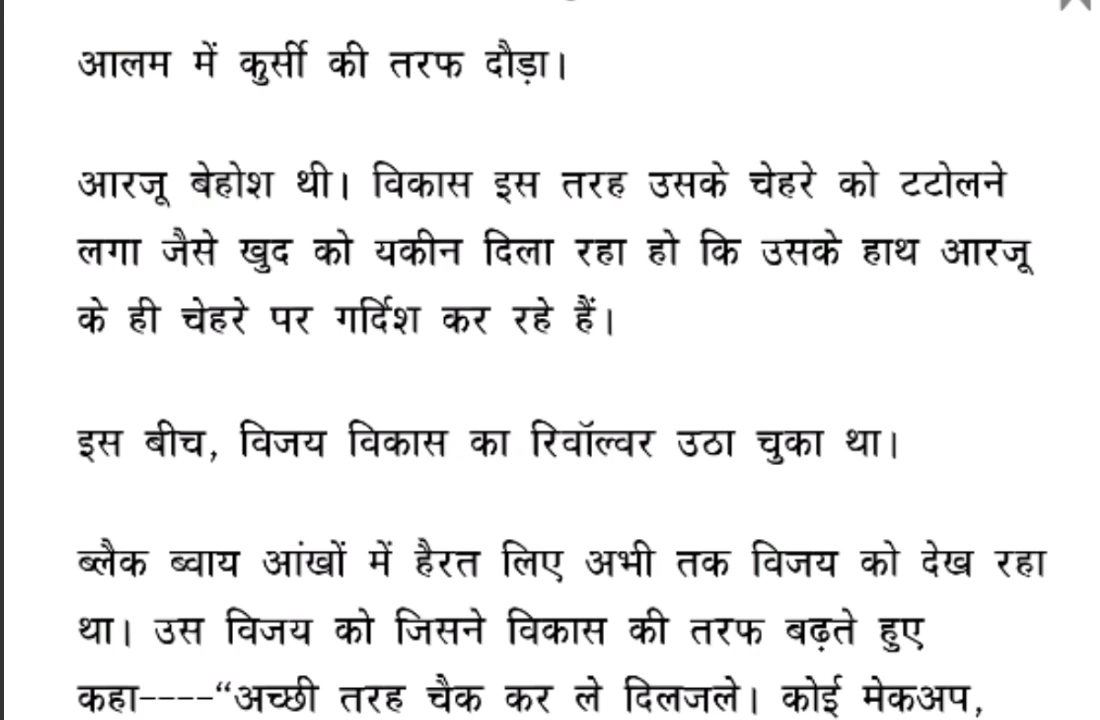 आलम में कुर्सी की तरफ दौड़ा।
आरजू बेहोश थी। विकास इस तरह उसके चेहरे को टटोलने
लगा जैसे खुद को यकीन दिला रहा हो कि उसके हाथ आरजू
के ही चेहरे पर गर्दिश कर रहे हैं।
इस बीच, विजय विकास का रिवॉल्वर उठा चुका था।
ब्लैक ब्वाय आंखों में हैरत लिए अभी तक विजय को देख रहा
था। उस विजय को जिसने विकास की तरफ बढ़ते हुए
कहा----“अच्छी तरह चैक कर ले दिलजले। कोई मेकअप,